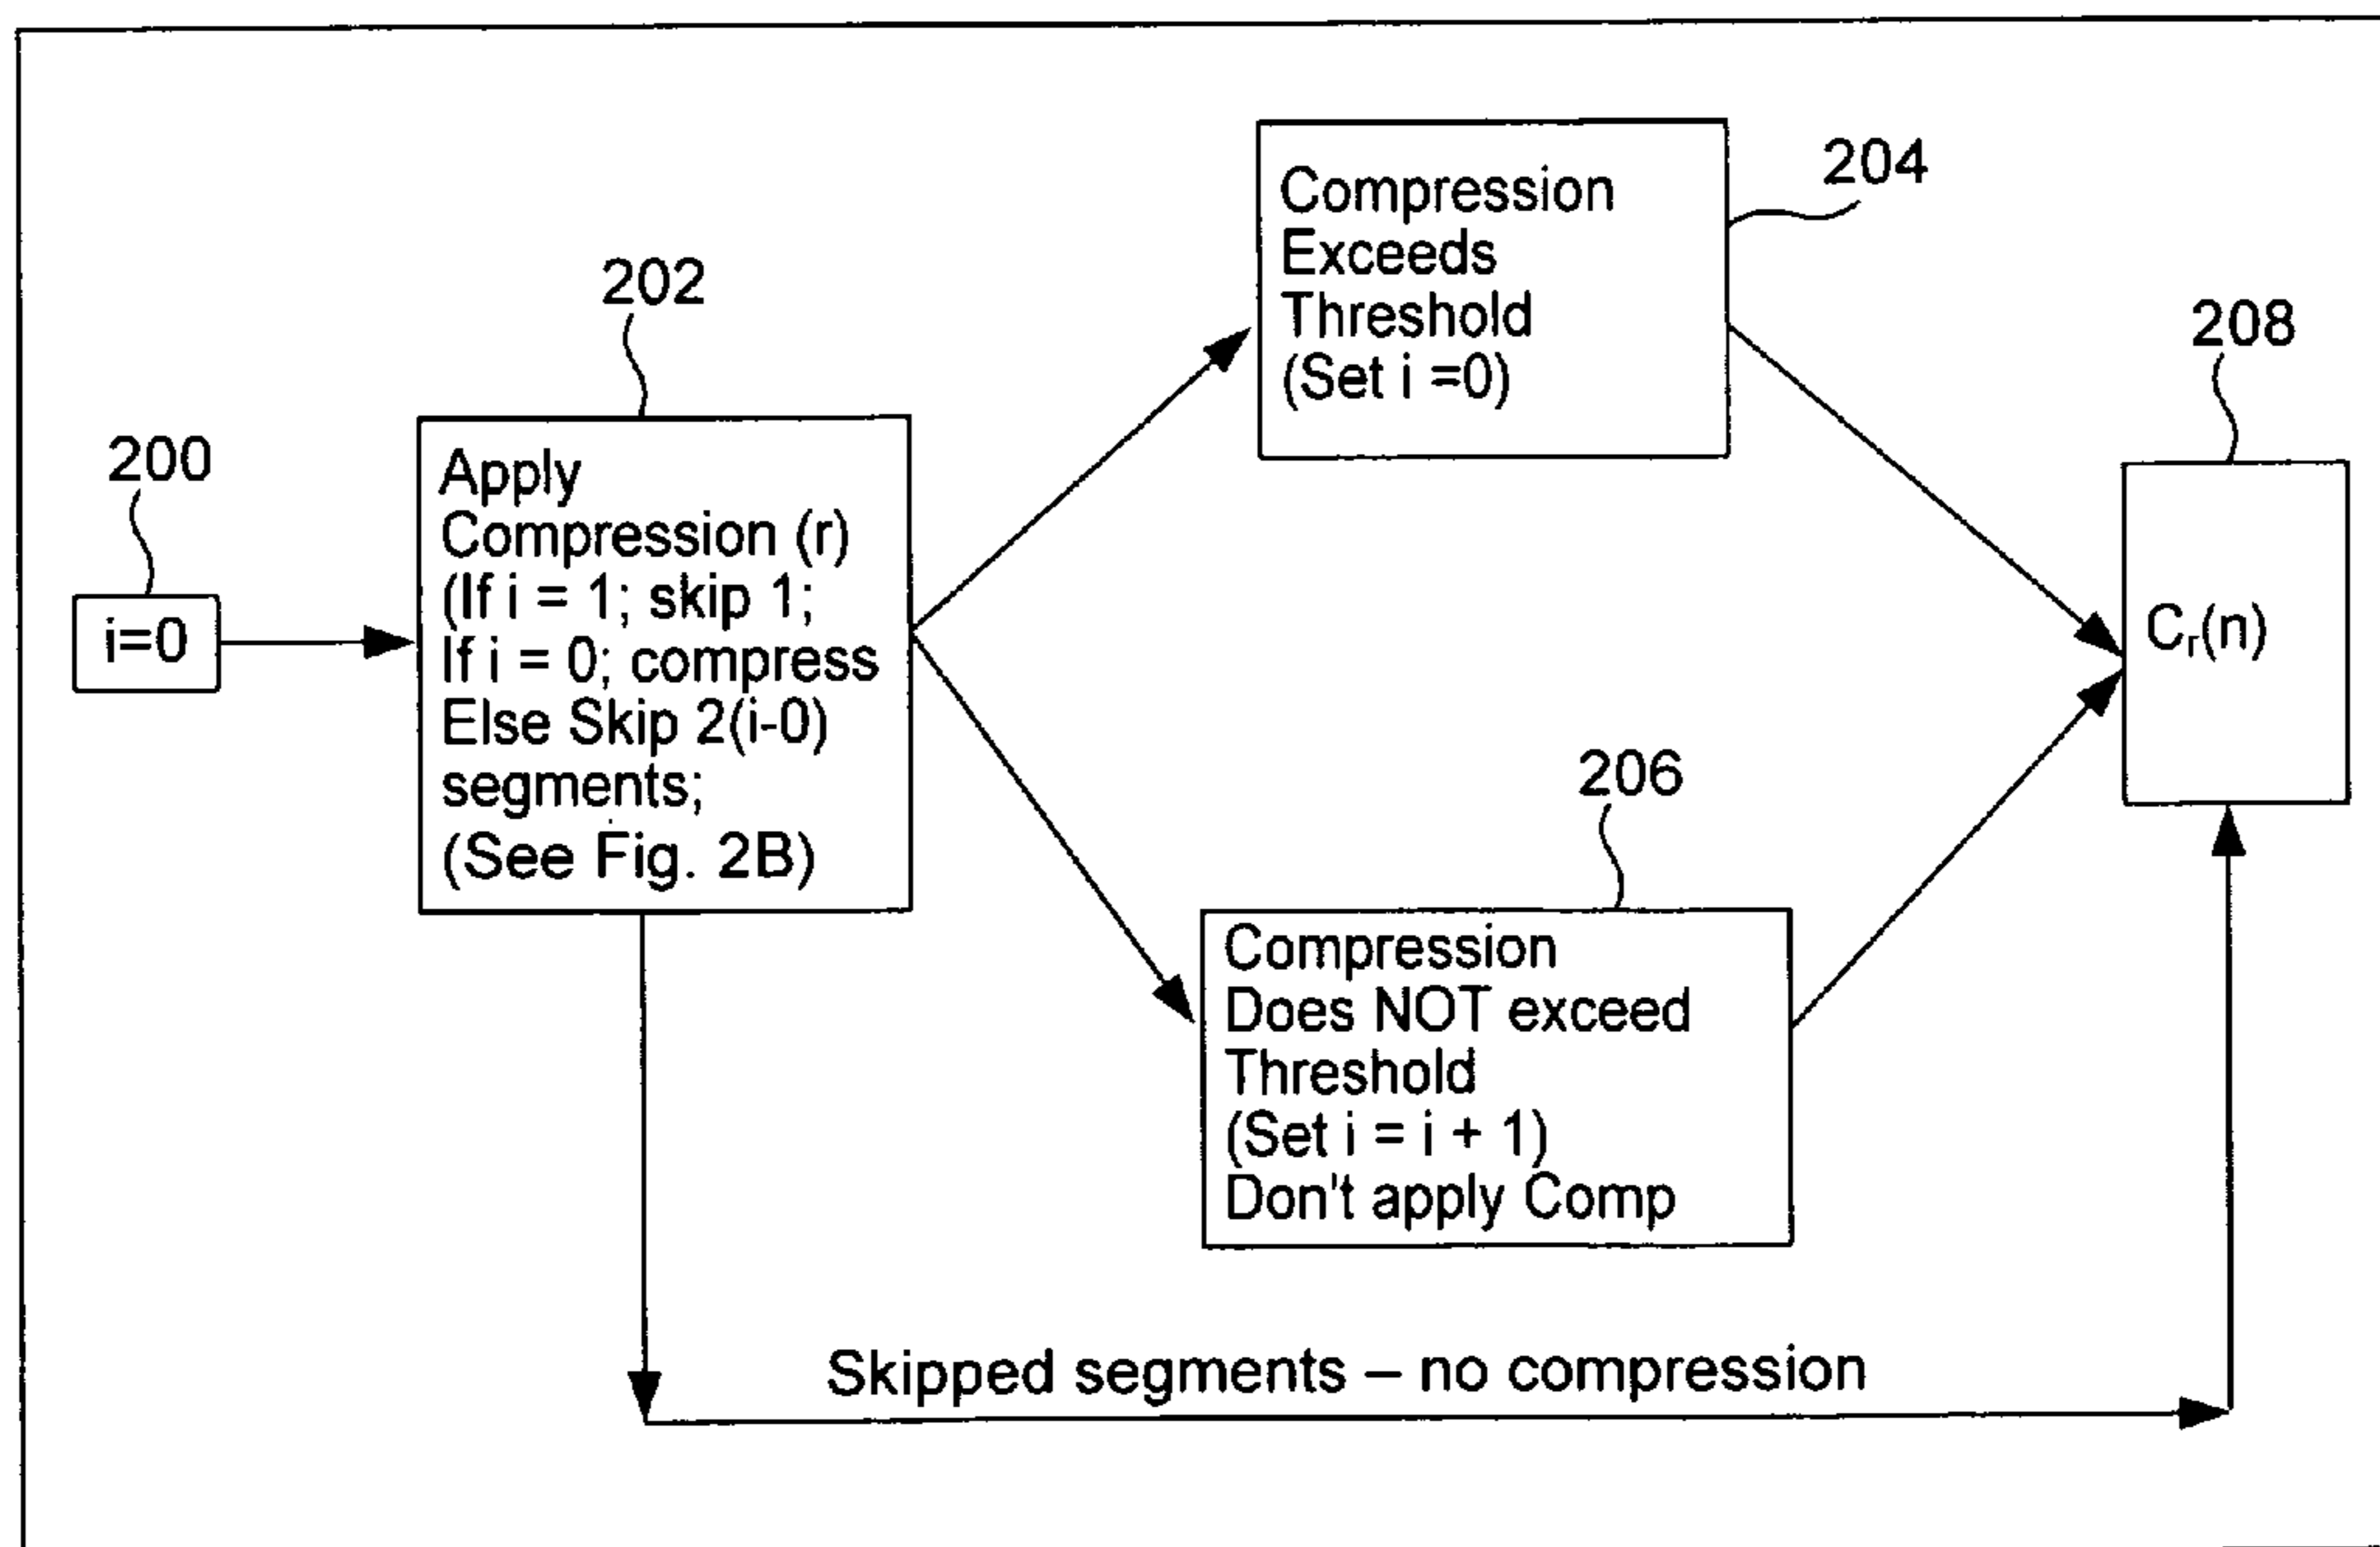 200
i=0
202
Apply
Compression (r)
(If i = 1; skip 1;
If i = 0; compress
Else Skip 2(i-0)
segments;
(See Fig. 2B)
204
Compression
Exceeds
Threshold
(Set i =0)
206
Compression
Does NOT exceed
Threshold
(Set i = i + 1)
Don't apply Comp
208
Cr(n)
Skipped segments – no compression